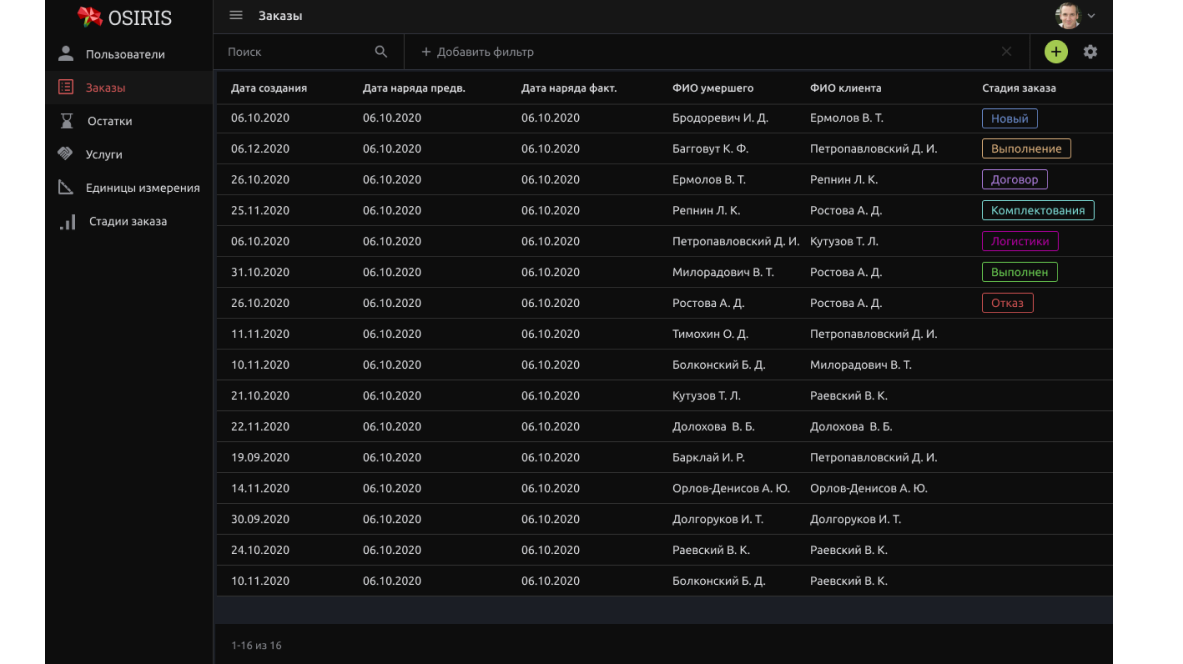 OSIRIS
Заказы
Пользователи
Заказы
Остатки
Услуги
Единицы измерения
Стадии заказа
Поиск + Добавить фильтр
Дата создания Дата наряда предв. Дата наряда факт. ФИО умершего ФИО клиента Стадия заказа
06.10.2020 06.10.2020 06.10.2020 Бродоревич И. Д. Ермолов В. Т. Новый
06.12.2020 06.10.2020 06.10.2020 Багговут К. Ф. Петропавловский Д. И. Выполнение
26.10.2020 06.10.2020 06.10.2020 Ермолов В. Т. Репнин Л. К. Договор
25.11.2020 06.10.2020 06.10.2020 Репнин Л. К. Ростова А. Д. Комплектования
06.10.2020 06.10.2020 06.10.2020 Петропавловский Д. И. Кутузов Т. Л. Логистики
31.10.2020 06.10.2020 06.10.2020 Милорадович В. Т. Ростова А. Д. Выполнен
26.10.2020 06.10.2020 06.10.2020 Ростова А. Д. Ростова А. Д. Отказ
11.11.2020 06.10.2020 06.10.2020 Тимохин О. Д. Петропавловский Д. И.
10.11.2020 06.10.2020 06.10.2020 Болконский Б. Д. Милорадович В. Т.
21.10.2020 06.10.2020 06.10.2020 Кутузов Т. Л. Раевский В. К.
22.11.2020 06.10.2020 06.10.2020 Долохова В. Б. Долохова В. Б.
19.09.2020 06.10.2020 06.10.2020 Барклай И. Р. Петропавловский Д. И.
14.11.2020 06.10.2020 06.10.2020 Орлов-Денисов А. Ю. Орлов-Денисов А. Ю.
30.09.2020 06.10.2020 06.10.2020 Долгоруков И. Т. Долгоруков И. Т.
24.10.2020 06.10.2020 06.10.2020 Раевский В. К. Раевский В. К.
10.11.2020 06.10.2020 06.10.2020 Болконский Б. Д. Раевский В. К.
1-16 из 16